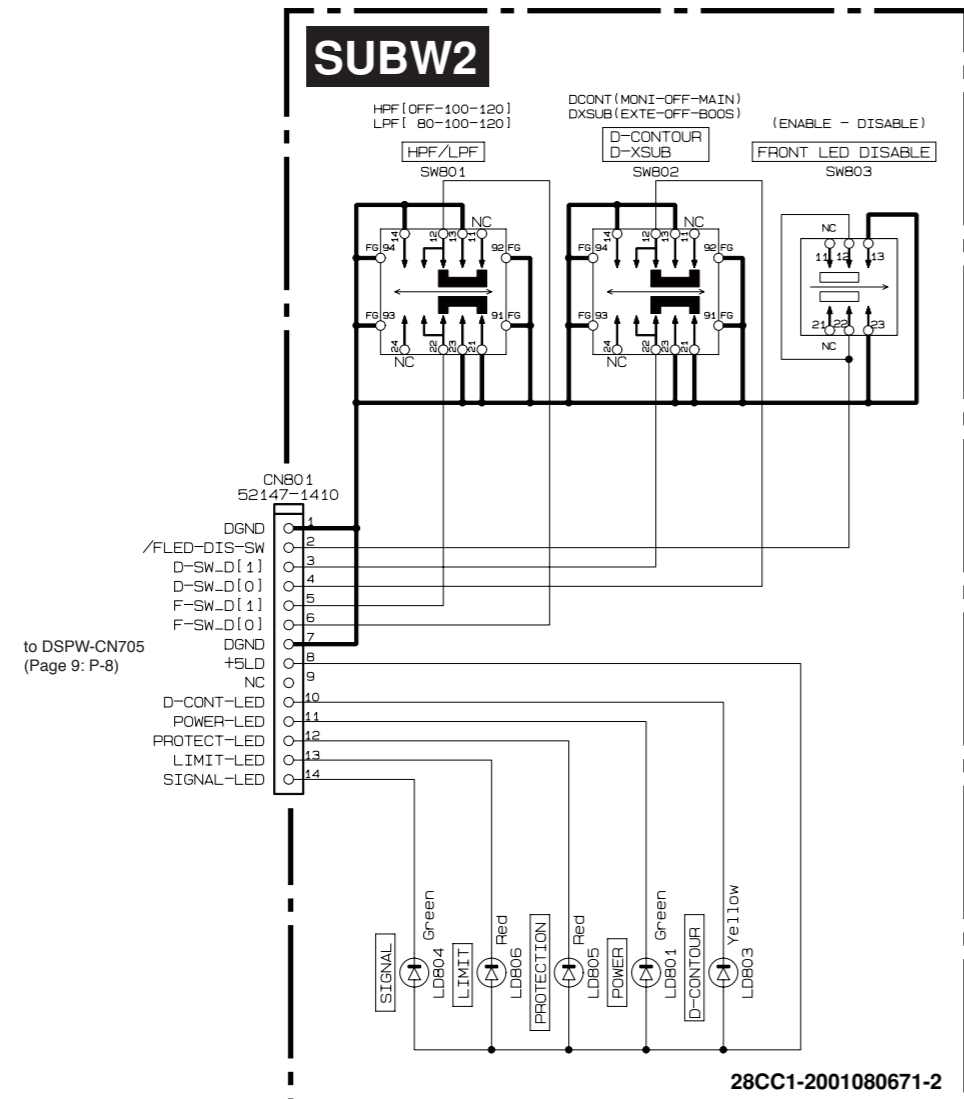 SUBW2
HPF[OFF-100-120]
LPF[ 80-100-120]
HPF/LPF
SW801
DCONT(MONI-OFF-MAIN)
DXSUB(EXTE-OFF-BOOS)
D-CONTOUR
D-XSUB
SW802
(ENABLE - DISABLE)
FRONT LED DISABLE
SW803
14 12 13 11 NC
FG 94 92 FG
FG 93 91 FG
24 22 23 21
NC
14 12 13 11 NC
FG 94 92 FG
FG 93 91 FG
24 22 23 21
NC
NC
11 12 13
21 22 23
NC
CN801
52147-1410
DGND 1
/FLED-DIS-SW 2
D-SW_D[1] 3
D-SW_D[0] 4
F-SW_D[1] 5
F-SW_D[0] 6
DGND 7
+5LD 8
NC 9
D-CONT-LED 10
POWER-LED 11
PROTECT-LED 12
LIMIT-LED 13
SIGNAL-LED 14
to DSPW-CN705
(Page 9: P-8)
SIGNAL
Green
LD804
LIMIT
Red
LD806
PROTECTION
Red
LD805
POWER
Green
LD801
D-CONTOUR
Yellow
LD803
28CC1-2001080671-2